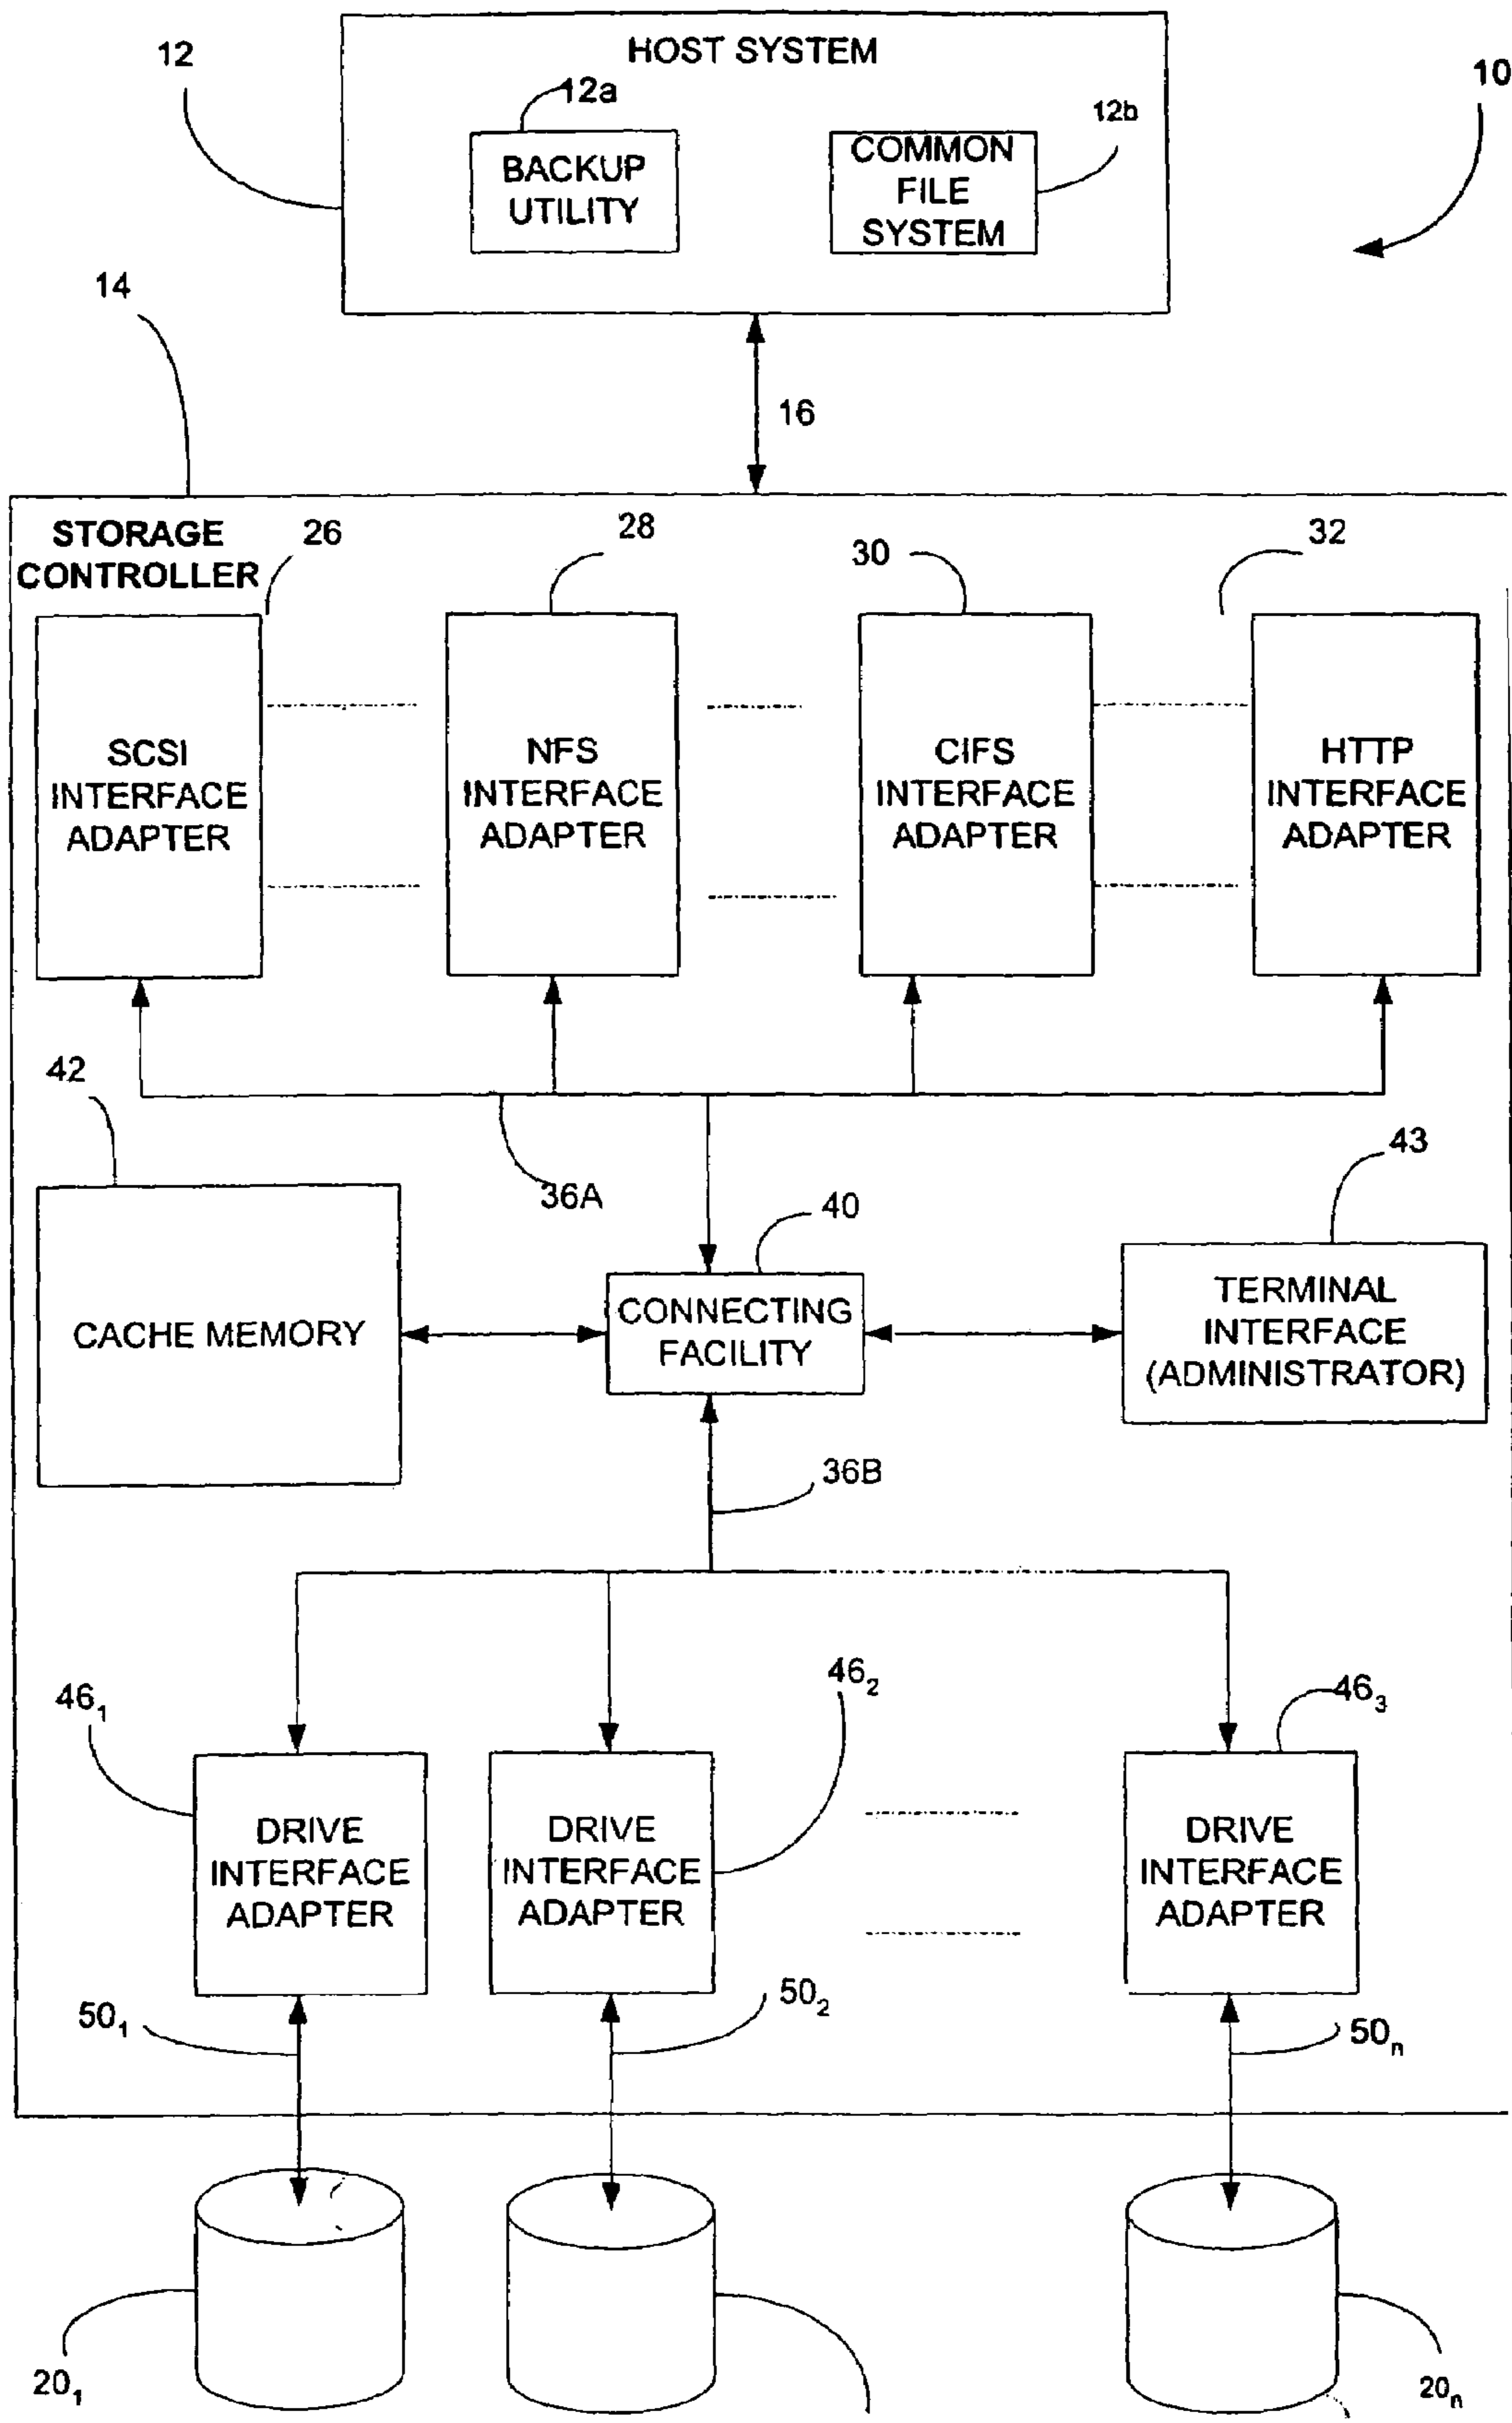 12
HOST SYSTEM
10
12a
12b
BACKUP
UTILITY
COMMON
FILE
SYSTEM
14
16
STORAGE
CONTROLLER
26
28
30
32
SCSI
INTERFACE
ADAPTER
NFS
INTERFACE
ADAPTER
CIFS
INTERFACE
ADAPTER
HTTP
INTERFACE
ADAPTER
42
36A
40
43
CACHE MEMORY
CONNECTING
FACILITY
TERMINAL
INTERFACE
(ADMINISTRATOR)
36B
46₁
46₂
46₃
DRIVE
INTERFACE
ADAPTER
DRIVE
INTERFACE
ADAPTER
DRIVE
INTERFACE
ADAPTER
50₁
50₂
50ₙ
20₁
20ₙ